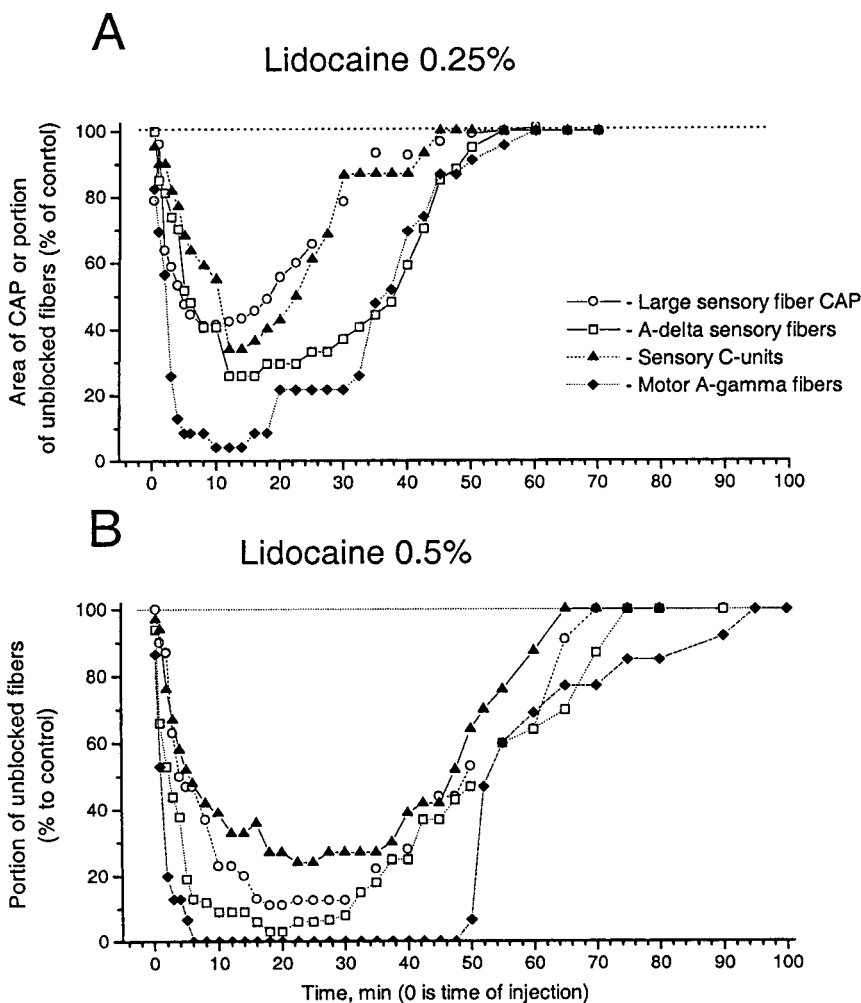 A
Lidocaine 0.25%
Area of CAP or portion
of unblocked fibers (% of conrtol)
100
80
60
40
20
0
- Large sensory fiber CAP
- A-delta sensory fibers
- Sensory C-units
- Motor A-gamma fibers
0 10 20 30 40 50 60 70 80 90 100
B
Lidocaine 0.5%
Portion of unblocked fibers
(% to control)
100
80
60
40
20
0
0 10 20 30 40 50 60 70 80 90 100
Time, min (0 is time of injection)